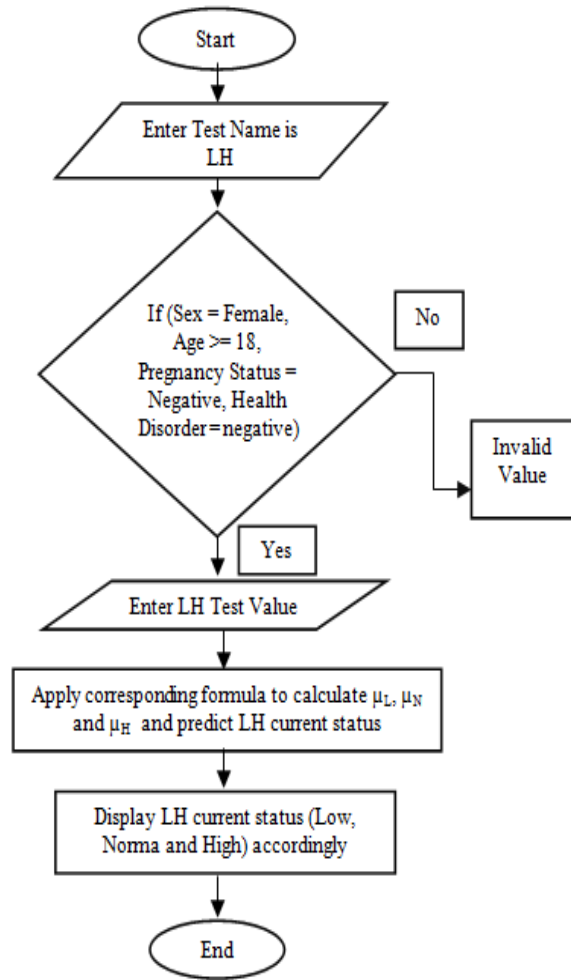 Start
Enter Test Name is
LH
If (Sex = Female,
Age >= 18,
Pregnancy Status =
Negative, Health
Disorder=negative)
No
Invalid
Value
Yes
Enter LH Test Value
Apply corresponding formula to calculate μL, μN
and μH and predict LH current status
Display LH current status (Low,
Norma and High) accordingly
End